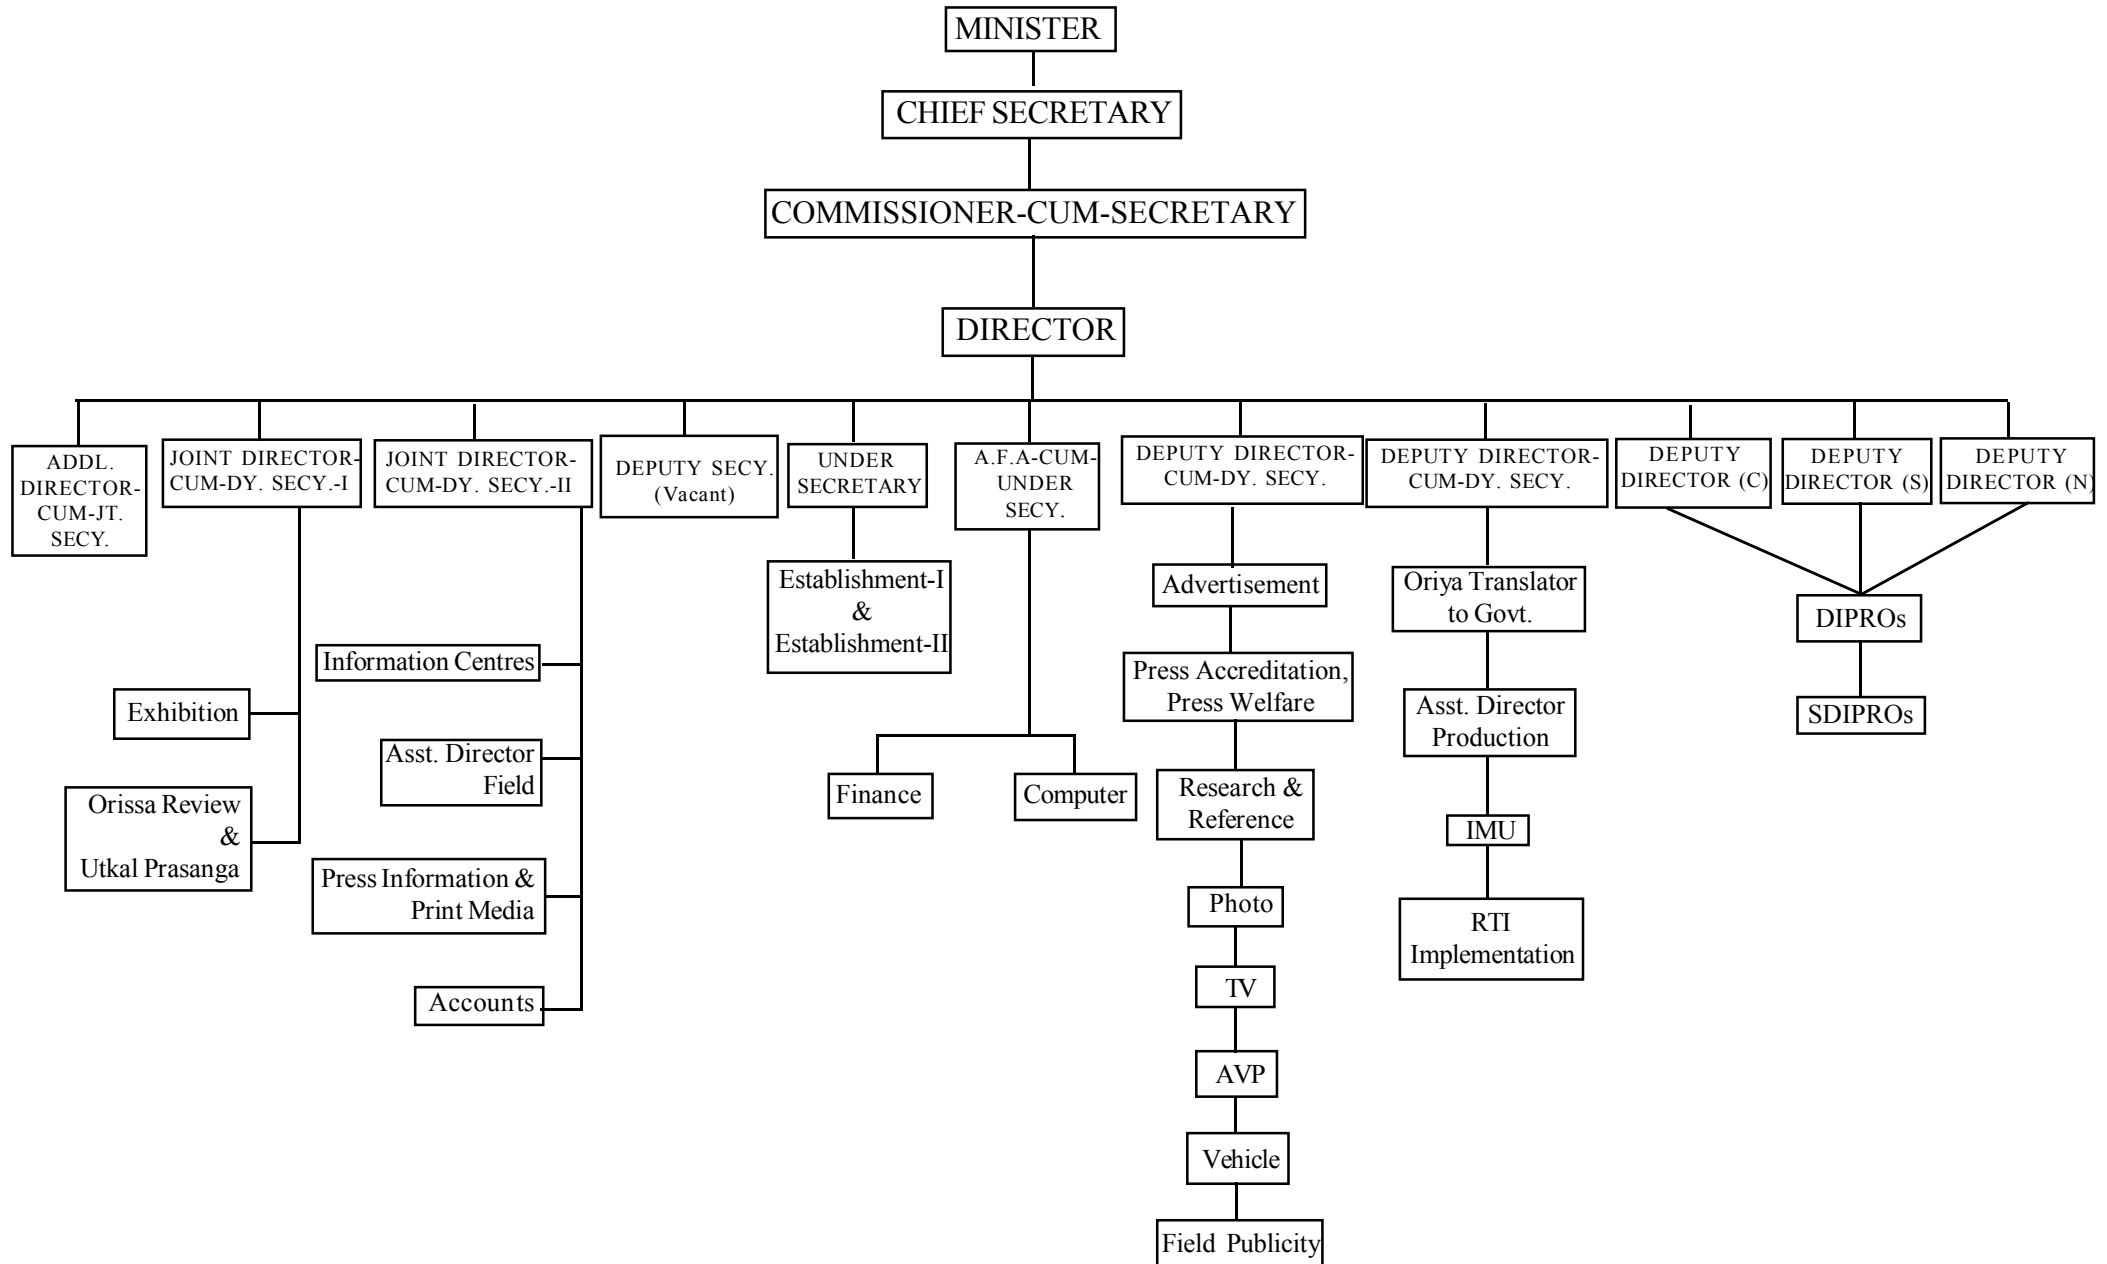 MINISTER
CHIEF SECRETARY
COMMISSIONER-CUM-SECRETARY
DIRECTOR
ADDL.
DIRECTOR-
CUM-JT.
SECY.
JOINT DIRECTOR-
CUM-DY. SECY.-I
JOINT DIRECTOR-
CUM-DY. SECY.-II
DEPUTY SECY.
(Vacant)
UNDER
SECRETARY
A.F.A-CUM-
UNDER
SECY.
DEPUTY DIRECTOR-
CUM-DY. SECY.
DEPUTY DIRECTOR-
CUM-DY. SECY.
DEPUTY
DIRECTOR (C)
DEPUTY
DIRECTOR (S)
DEPUTY
DIRECTOR (N)
Exhibition
Orissa Review
&
Utkal Prasanga
Information Centres
Asst. Director
Field
Press Information &
Print Media
Accounts
Establishment-I
&
Establishment-II
Finance
Computer
Advertisement
Press Accreditation,
Press Welfare
Research &
Reference
Photo
TV
AVP
Vehicle
Field Publicity
Oriya Translator
to Govt.
Asst. Director
Production
IMU
RTI
Implementation
DIPROs
SDIPROs